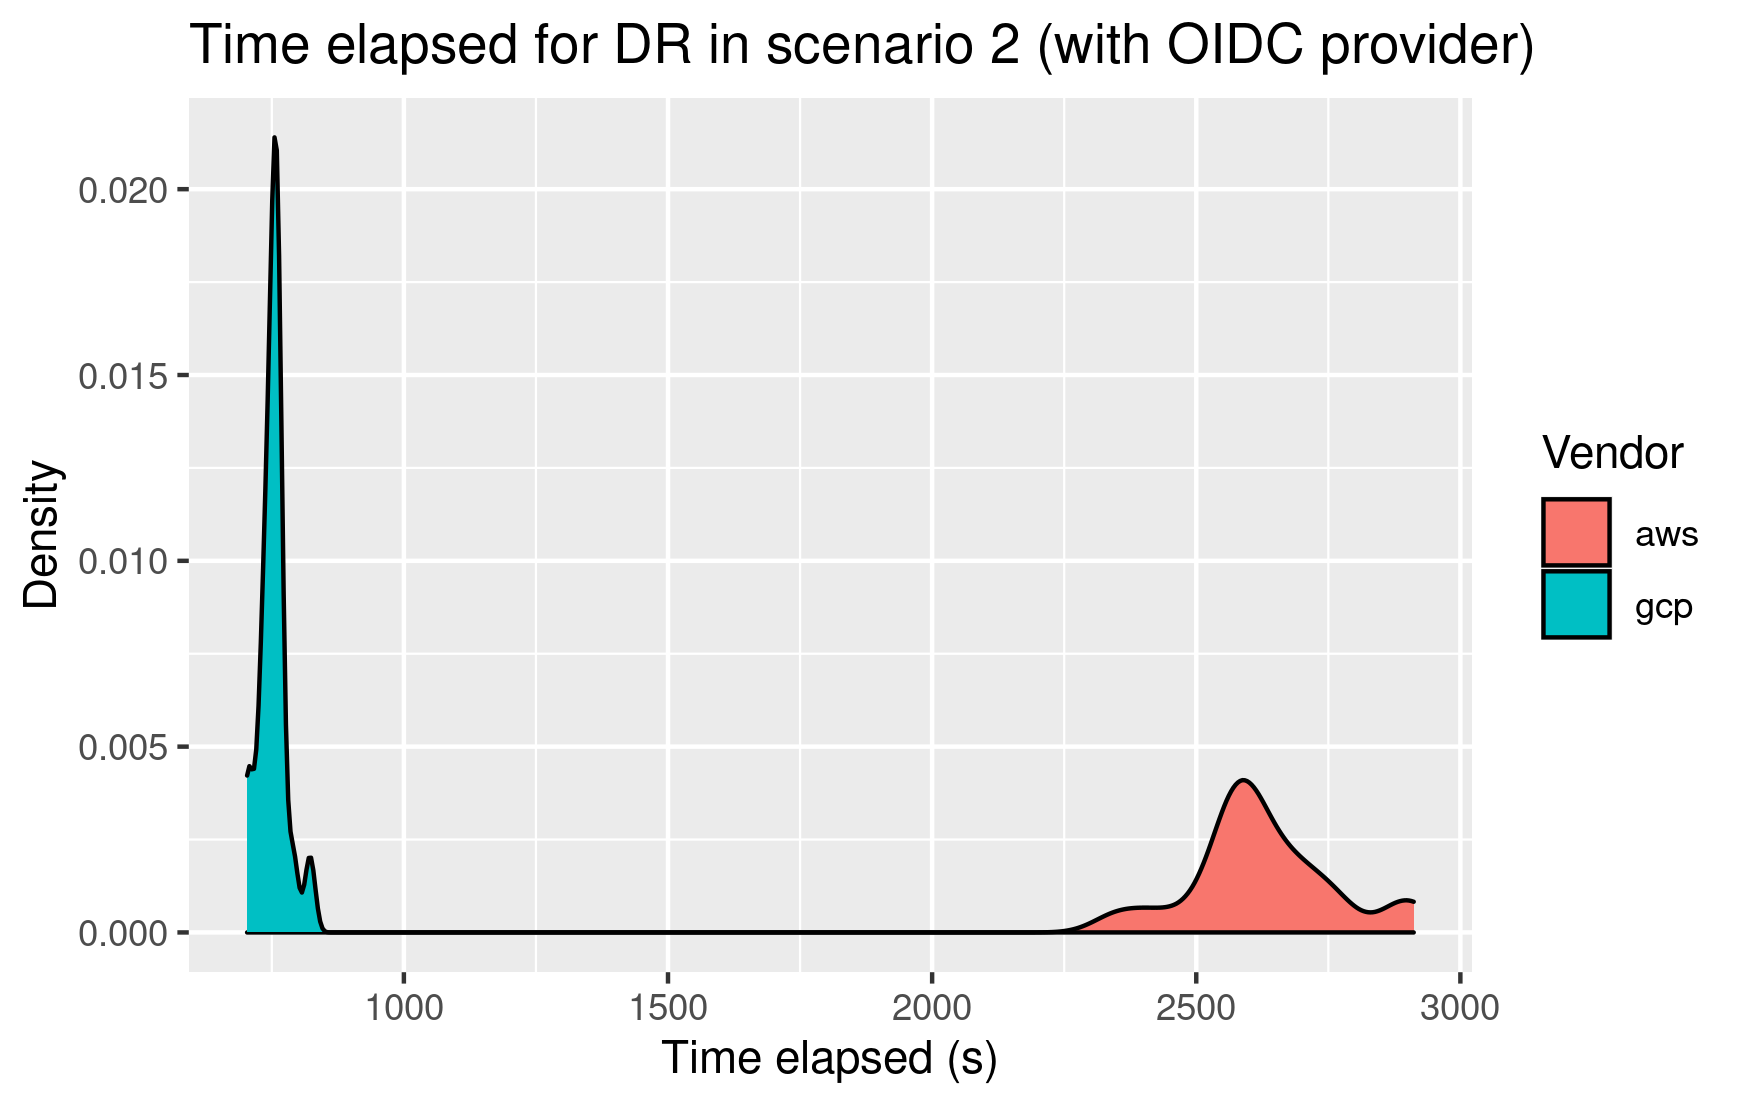 Time elapsed for DR in scenario 2 (with OIDC provider)
0.020
0.015
0.010
0.005
0.000
Density
1000 1500 2000 2500 3000
Time elapsed (s)
Vendor
aws
gcp